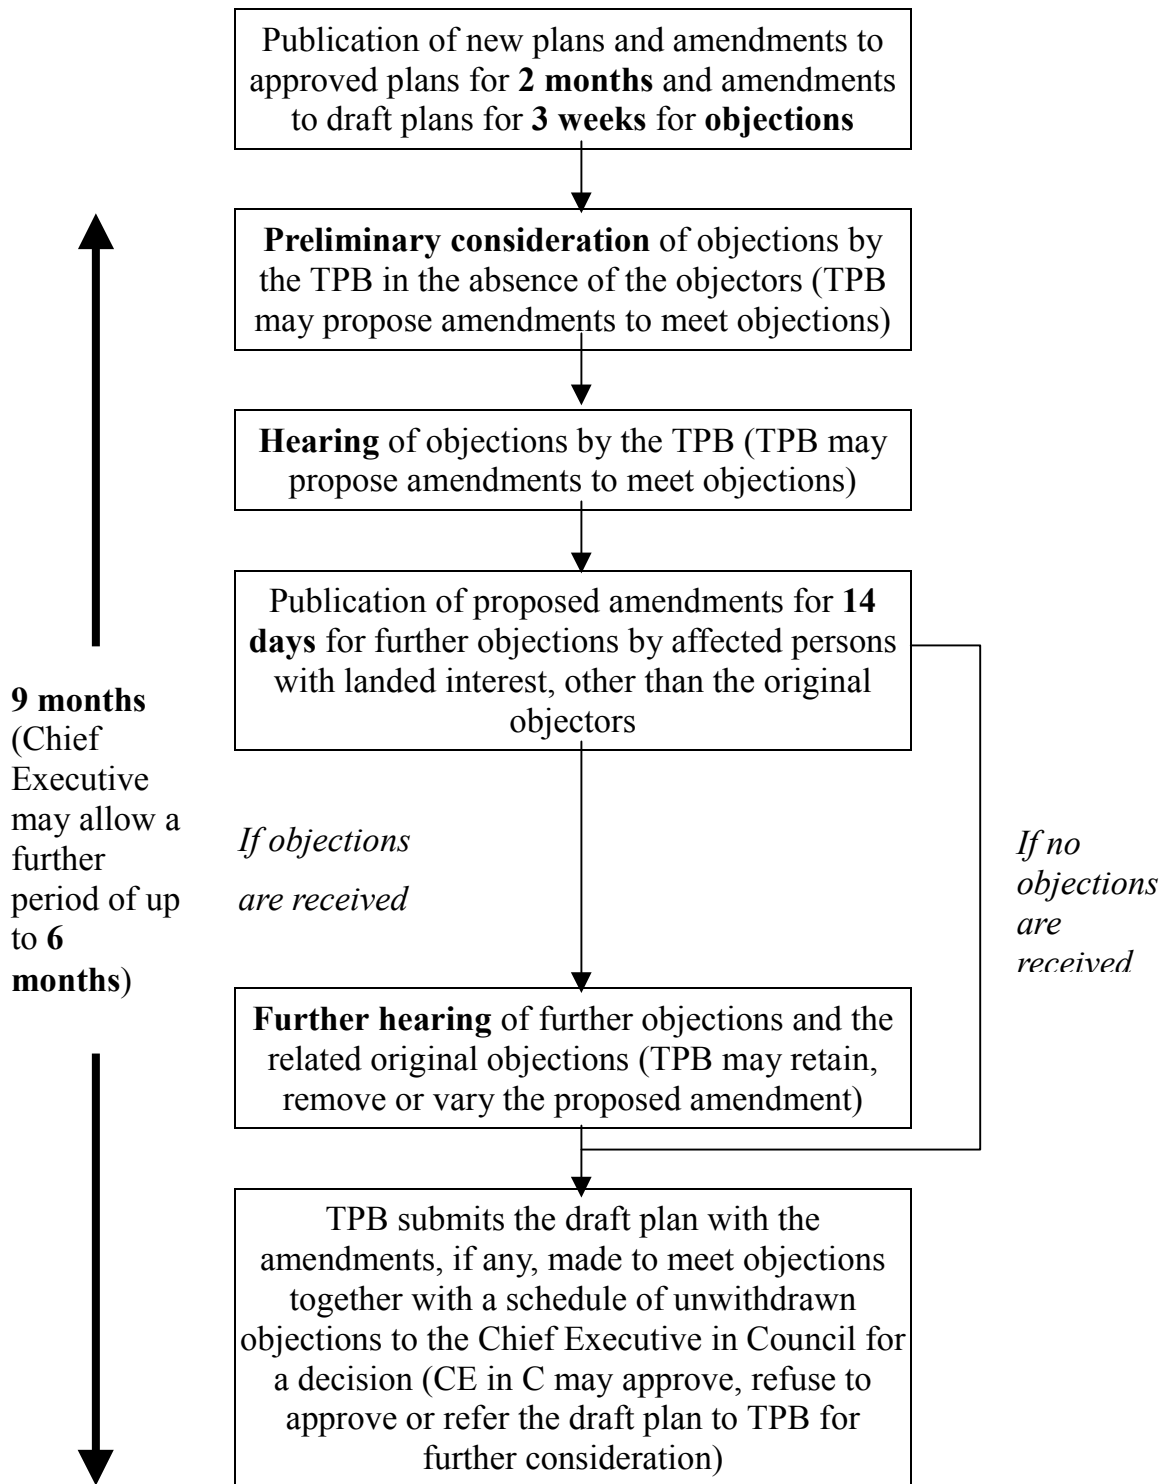 Publication of new plans and amendments to
approved plans for 2 months and amendments
to draft plans for 3 weeks for objections
Preliminary consideration of objections by
the TPB in the absence of the objectors (TPB
may propose amendments to meet objections)
Hearing of objections by the TPB (TPB may
propose amendments to meet objections)
Publication of proposed amendments for 14
days for further objections by affected persons
with landed interest, other than the original
objectors
9 months
(Chief
Executive
may allow a
further
period of up
to 6
months)
If objections
are received
If no
objections
are
received
Further hearing of further objections and the
related original objections (TPB may retain,
remove or vary the proposed amendment)
TPB submits the draft plan with the
amendments, if any, made to meet objections
together with a schedule of unwithdrawn
objections to the Chief Executive in Council for
a decision (CE in C may approve, refuse to
approve or refer the draft plan to TPB for
further consideration)